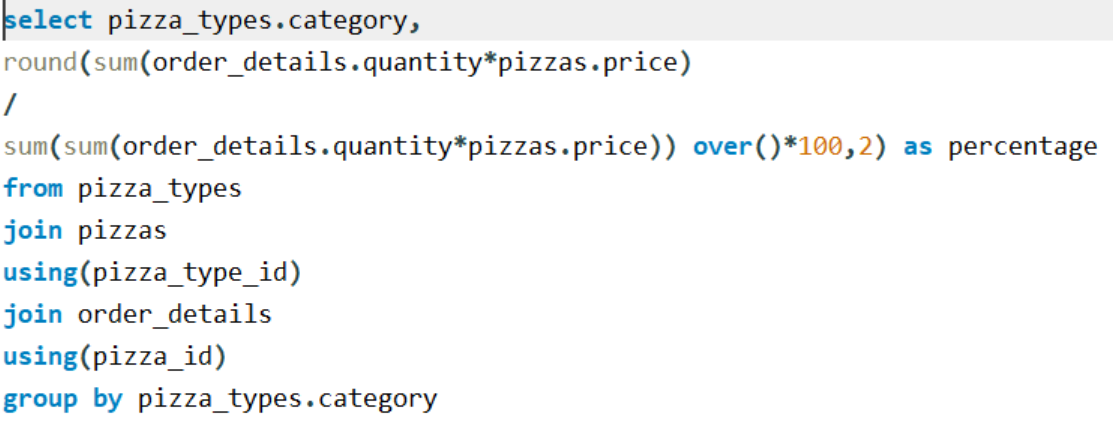 select pizza_types.category,
round(sum(order_details.quantity*pizzas.price)
/
sum(sum(order_details.quantity*pizzas.price)) over()*100,2) as percentage
from pizza_types
join pizzas
using(pizza_type_id)
join order_details
using(pizza_id)
group by pizza_types.category